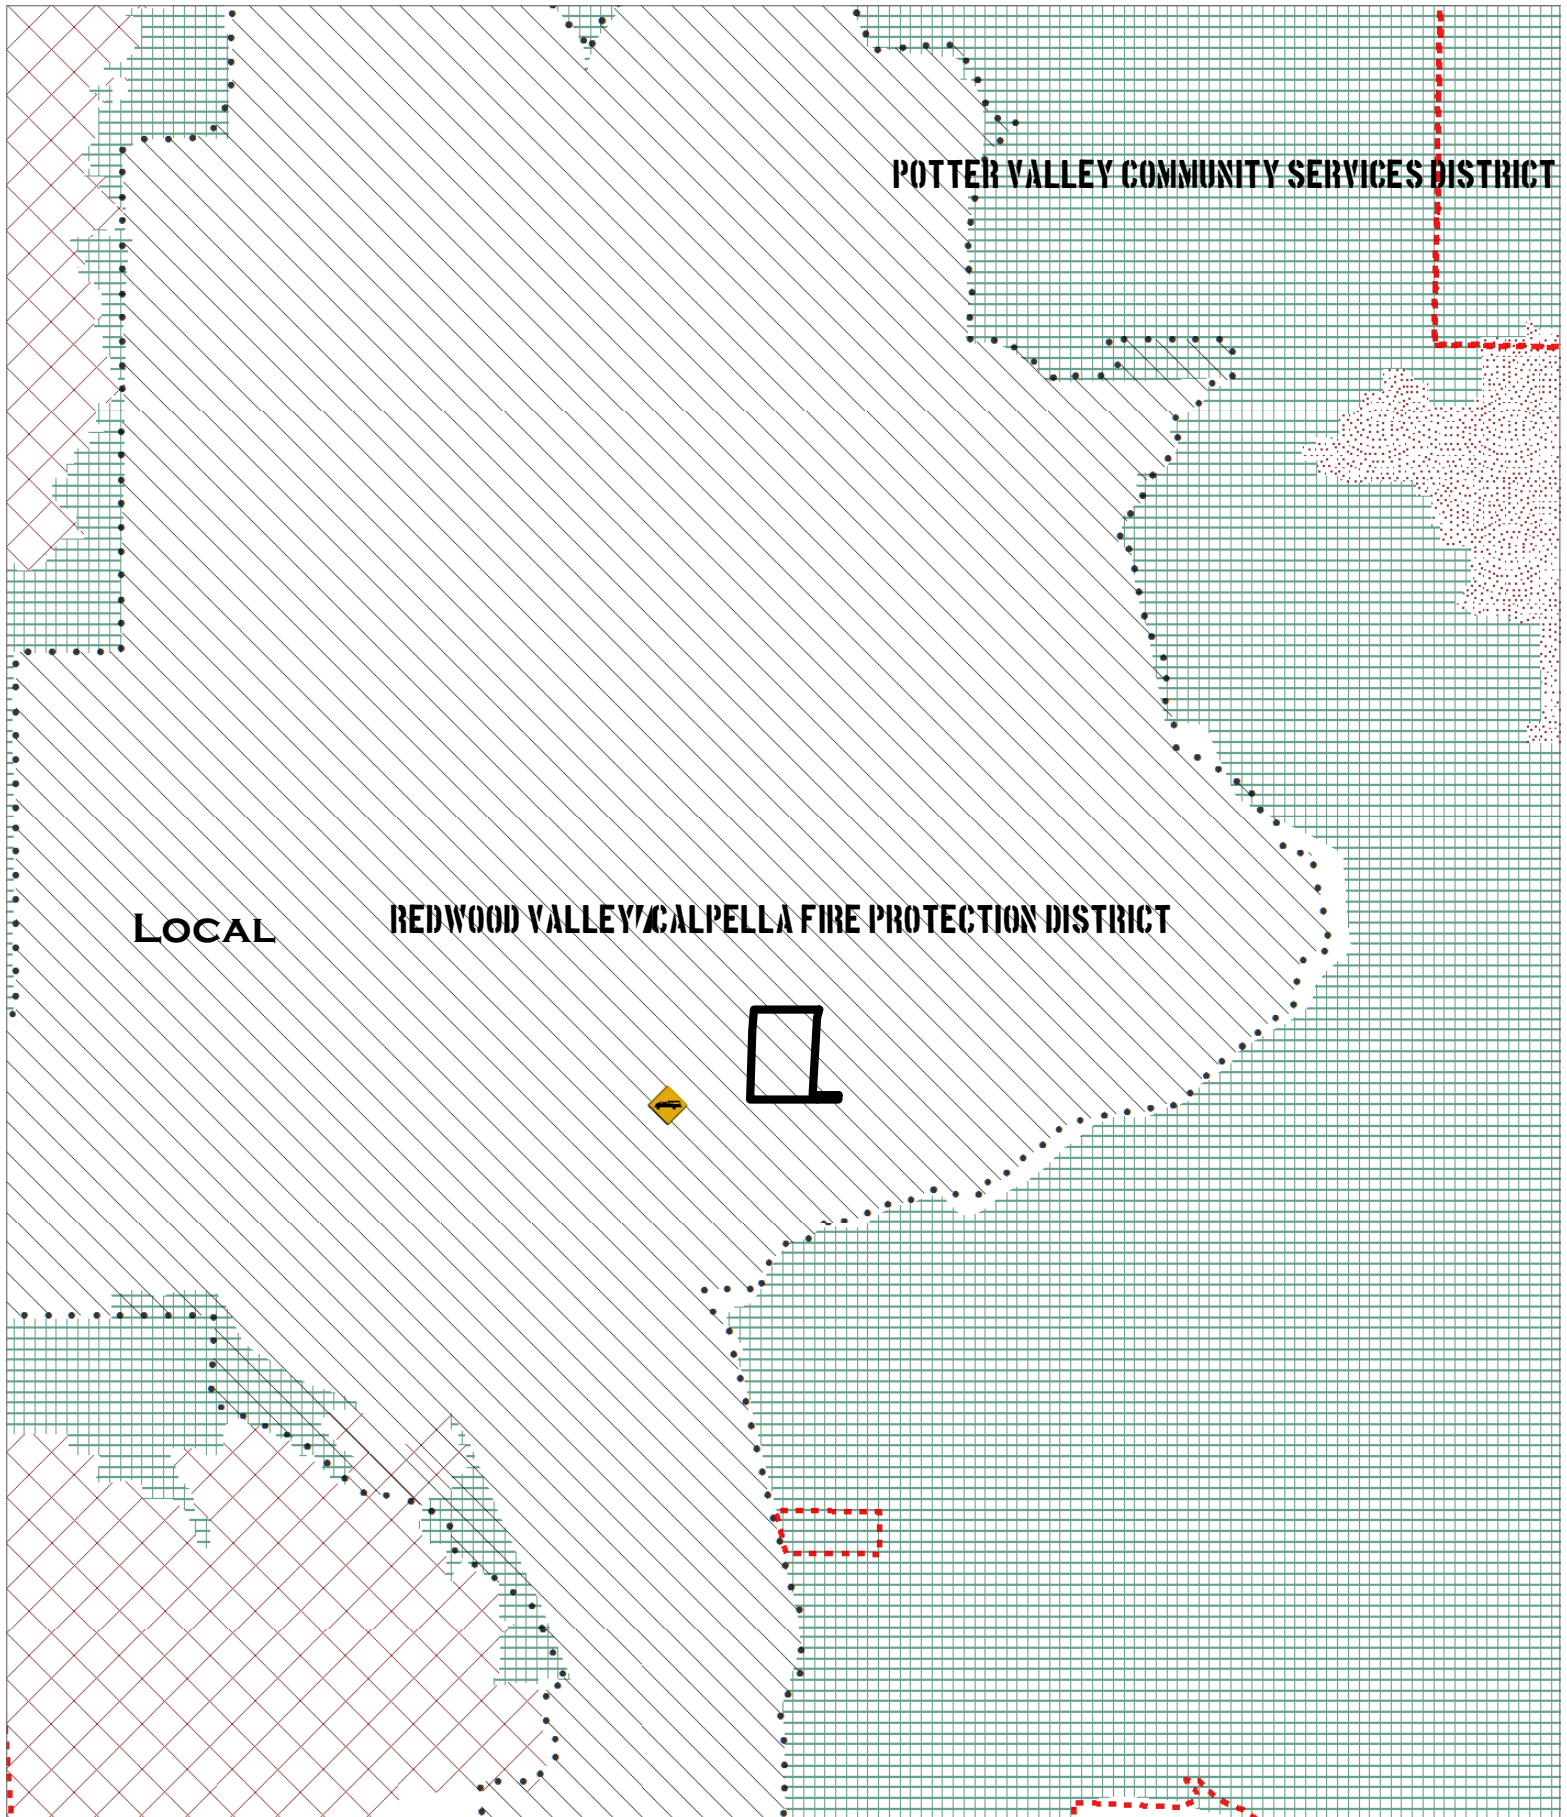 POTTER VALLEY COMMUNITY SERVICES DISTRICT
LOCAL
REDWOOD VALLEY/CALPELLA FIRE PROTECTION DISTRICT